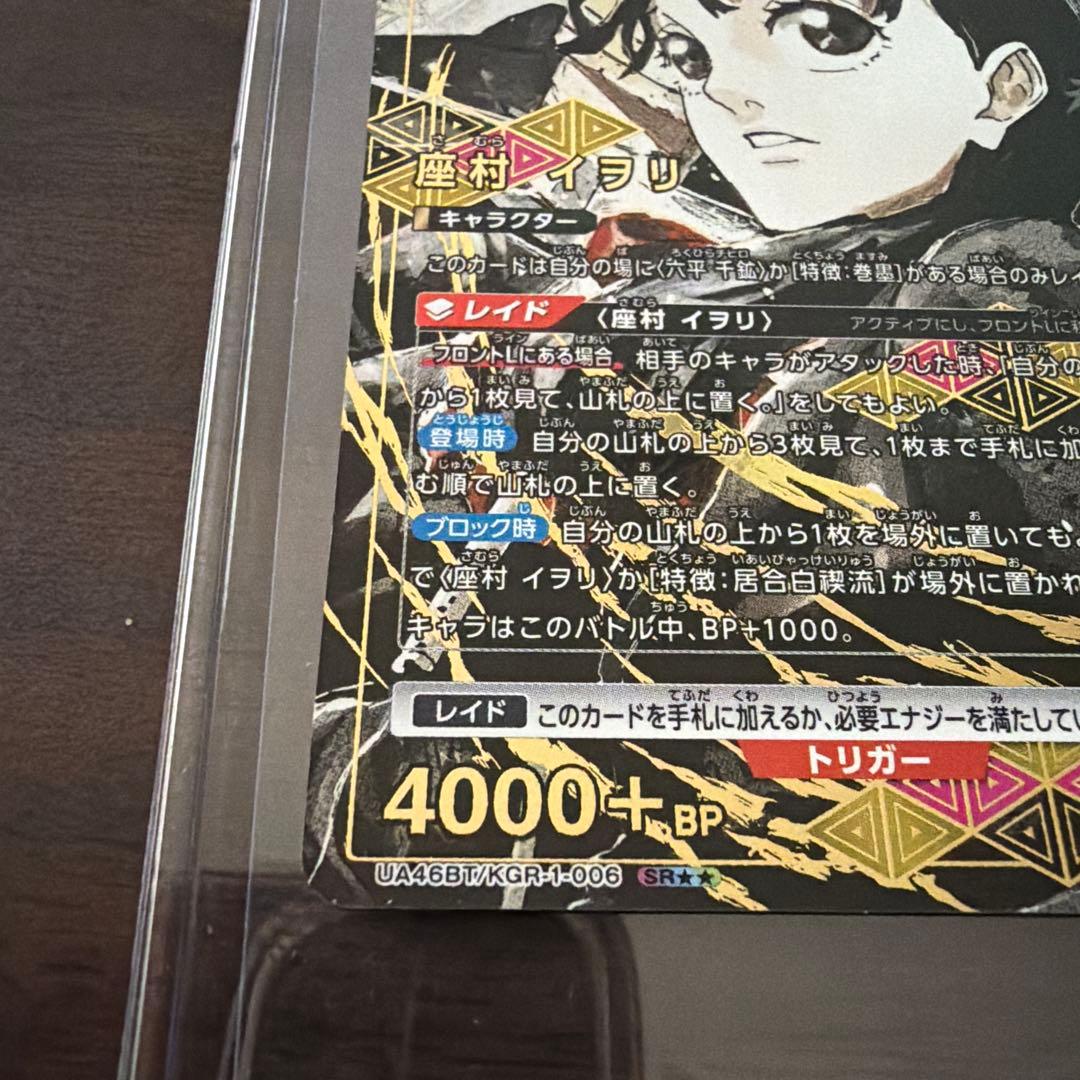 座村 イヲリ
キャラクター
このカードは自分の場に〈六平 千鉱〉か[特徴:巻墨]がある場合のみレイ
レイド 〈座村 イヲリ〉 アクティブにし、フロントLに移
フロントLにある場合 相手のキャラがアタックした時、「自分の
から1枚見て、山札の上に置く。」をしてもよい。
登場時 自分の山札の上から3枚見て、1枚まで手札に加
む順で山札の上に置く。
ブロック時 自分の山札の上から1枚を場外に置いても
で〈座村 イヲリ〉か[特徴:居合白禊流]が場外に置かれ
キャラはこのバトル中、BP+1000。
レイド このカードを手札に加えるか、必要エナジーを満たしてい
トリガー
4000+BP
UA46BT/KGR-1-006 SR★★